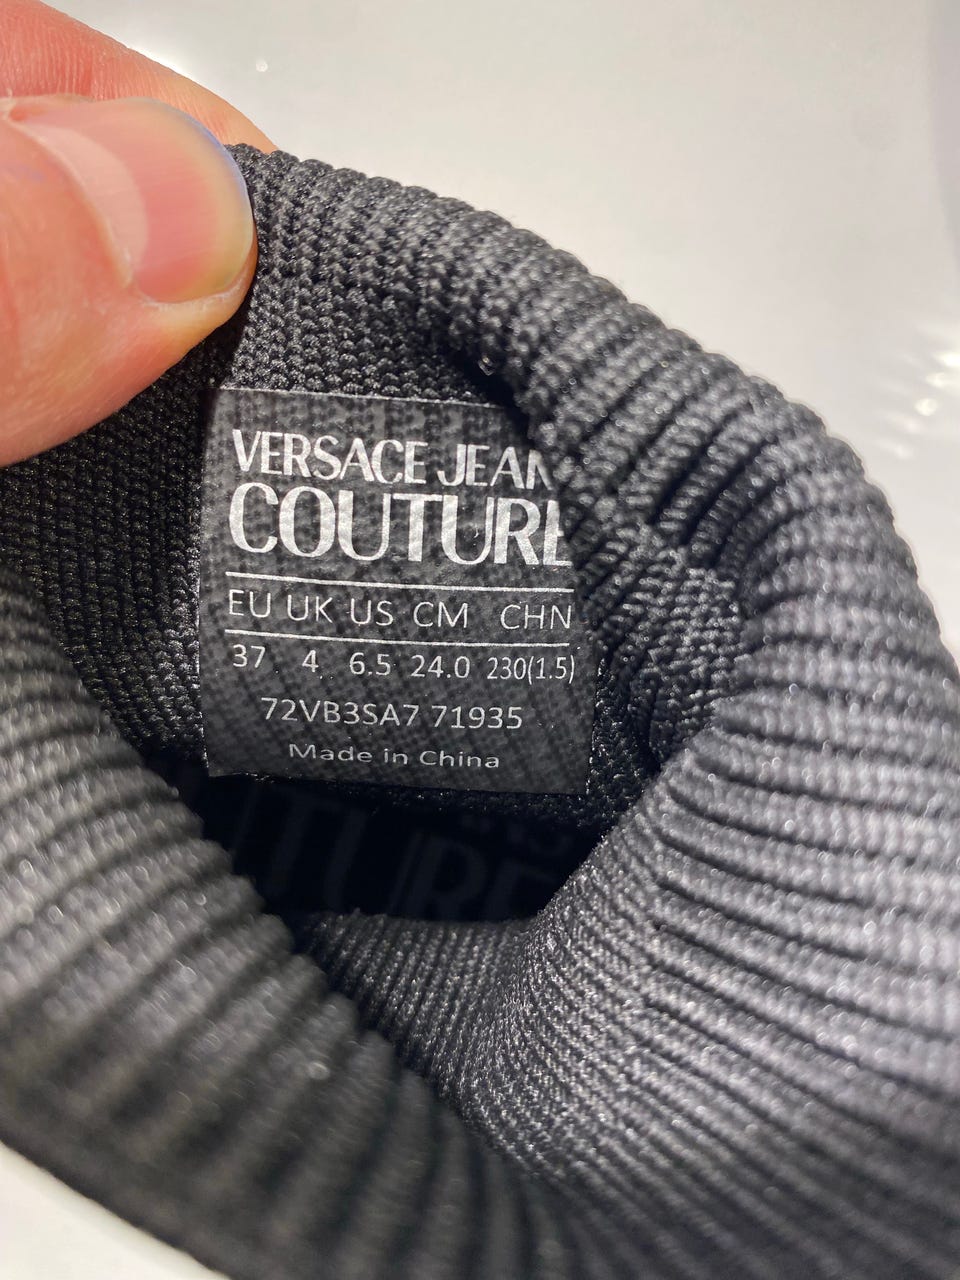 VERSACE JEAN
COUTURE
EU UK US CM CHN
37 4 6.5 24.0 230(1.5)
72VB3SA7 71935
Made in China
TURE